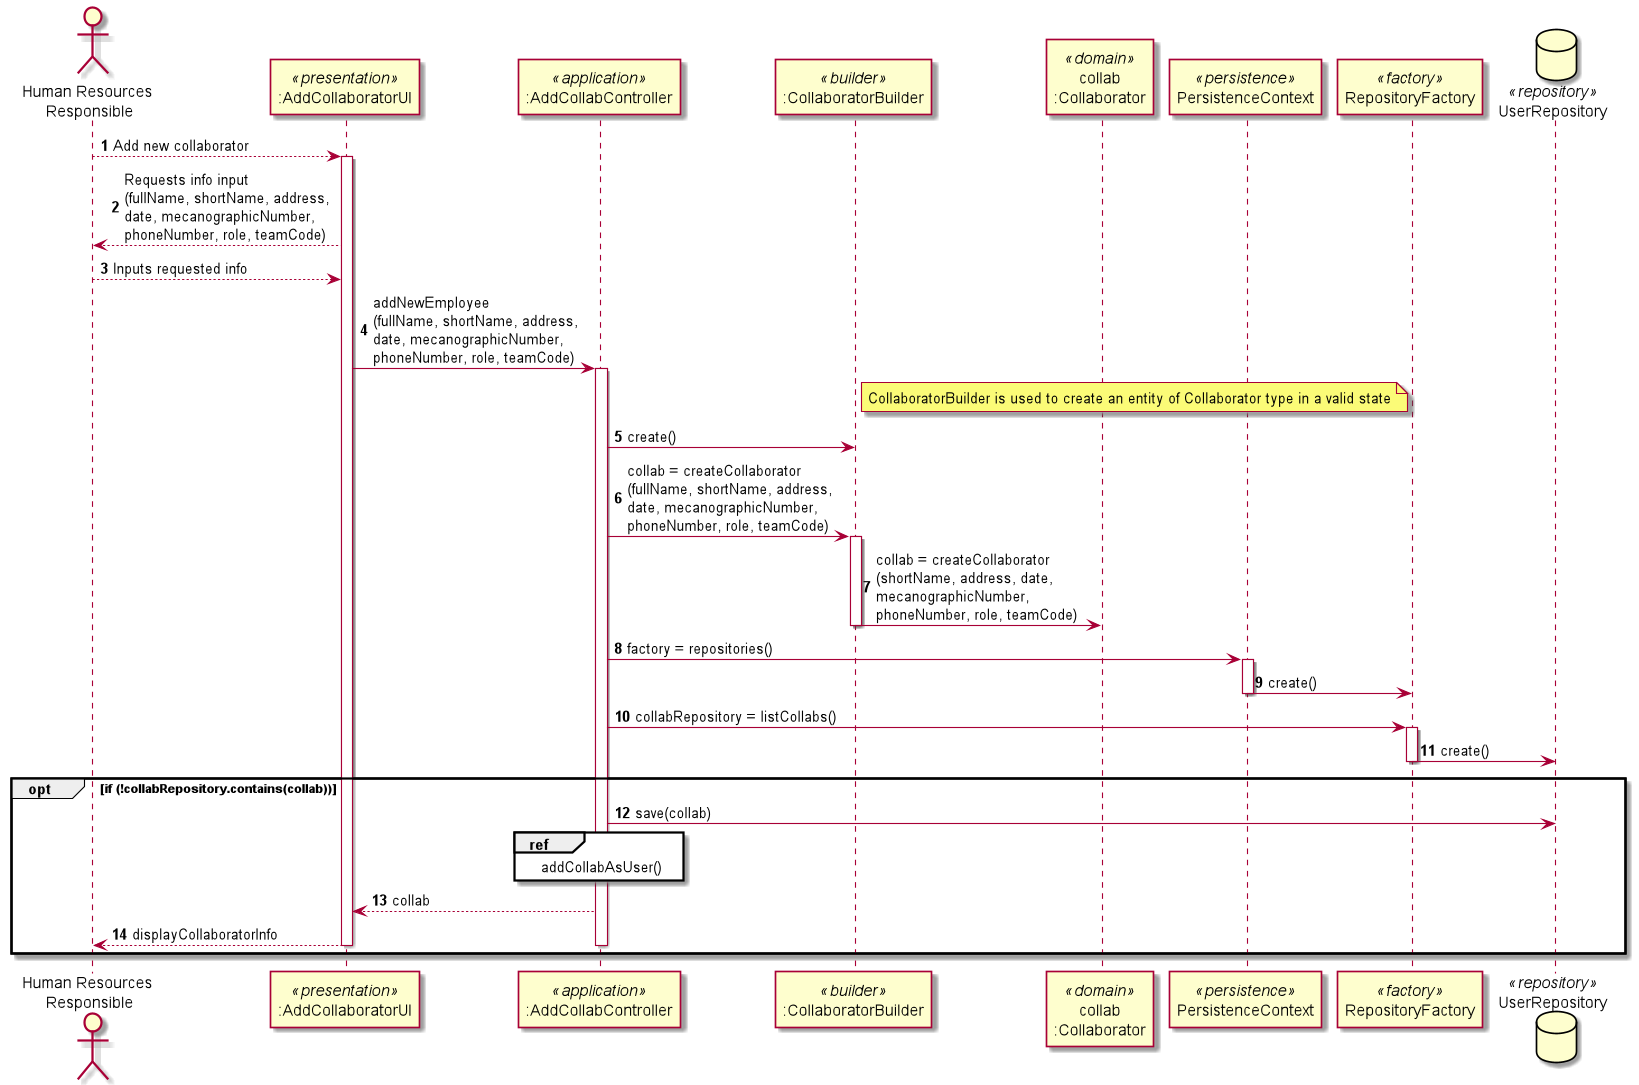 Human Resources
Responsible
«presentation»
:AddCollaboratorUI
«application»
:AddCollabController
«builder»
:CollaboratorBuilder
«domain»
collab
:Collaborator
«persistence»
PersistenceContext
«factory»
RepositoryFactory
«repository»
UserRepository
1 Add new collaborator
Requests info input
(fullName, shortName, address,
2 date, mecanographicNumber,
phoneNumber, role, teamCode)
3 Inputs requested info
addNewEmployee
(fullName, shortName, address,
4 date, mecanographicNumber,
phoneNumber, role, teamCode)
CollaboratorBuilder is used to create an entity of Collaborator type in a valid state
5 create()
collab = createCollaborator
(fullName, shortName, address,
6 date, mecanographicNumber,
phoneNumber, role, teamCode)
collab = createCollaborator
(shortName, address, date,
7 mecanographicNumber,
phoneNumber, role, teamCode)
8 factory = repositories()
9 create()
10 collabRepository = listCollabs()
11 create()
opt [if (!collabRepository.contains(collab))]
12 save(collab)
ref
addCollabAsUser()
13 collab
14 displayCollaboratorInfo
Human Resources
Responsible
«presentation»
:AddCollaboratorUI
«application»
:AddCollabController
«builder»
:CollaboratorBuilder
«domain»
collab
:Collaborator
«persistence»
PersistenceContext
«factory»
RepositoryFactory
«repository»
UserRepository